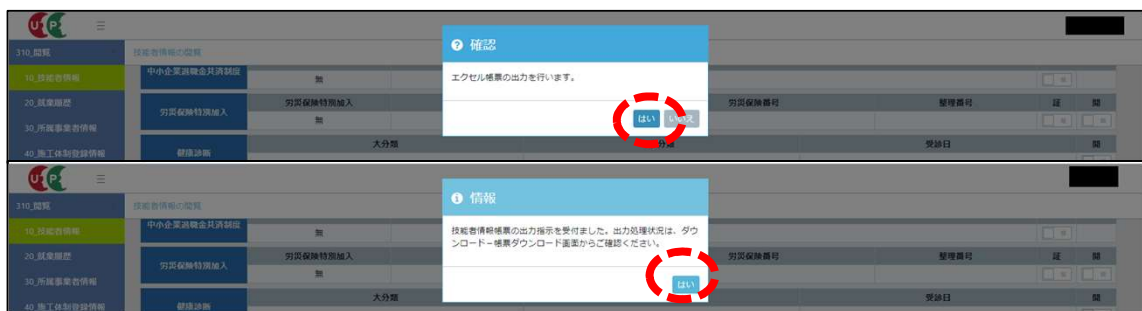 310_閲覧
技能者情報の閲覧
確認
エクセル帳票の出力を行います。
はい
いいえ
10_技能者情報
中小企業退職金共済制度
無
20_就業履歴
労災保険特別加入
労災保険特別加入
労災保険番号
整理番号
証
開
無
30_所属事業者情報
40_施工体制登録情報
健康診断
大分類
分類
受診日
開
310_閲覧
技能者情報の閲覧
情報
技能者情報帳票の出力指示を受付ました。出力処理状況は、ダウ
ンロード－帳票ダウンロード画面からご確認ください。
はい
10_技能者情報
中小企業退職金共済制度
無
20_就業履歴
労災保険特別加入
労災保険特別加入
労災保険番号
整理番号
証
開
無
30_所属事業者情報
40_施工体制登録情報
健康診断
大分類
受診日
開